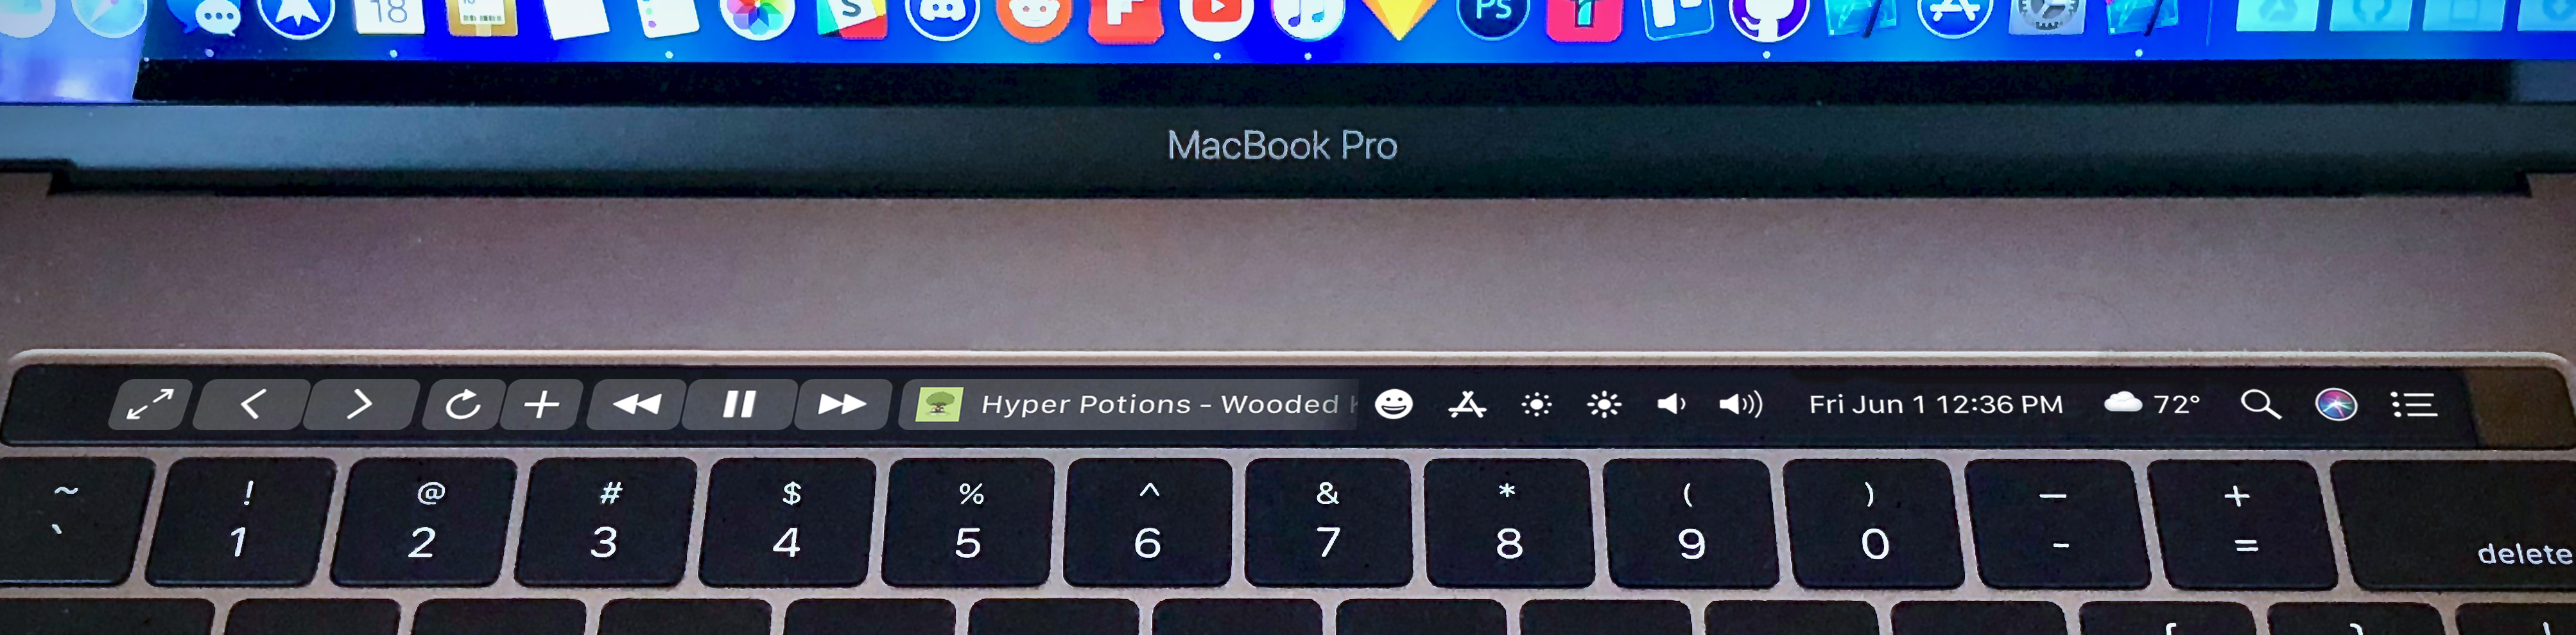 18
S
F
Ps
MacBook Pro
Hyper Potions - Wooded
Fri Jun 1 12:36 PM
72°
~ ! @ # $ % ^ & * ( ) — +
` 1 2 3 4 5 6 7 8 9 0 - =
delete
{ }